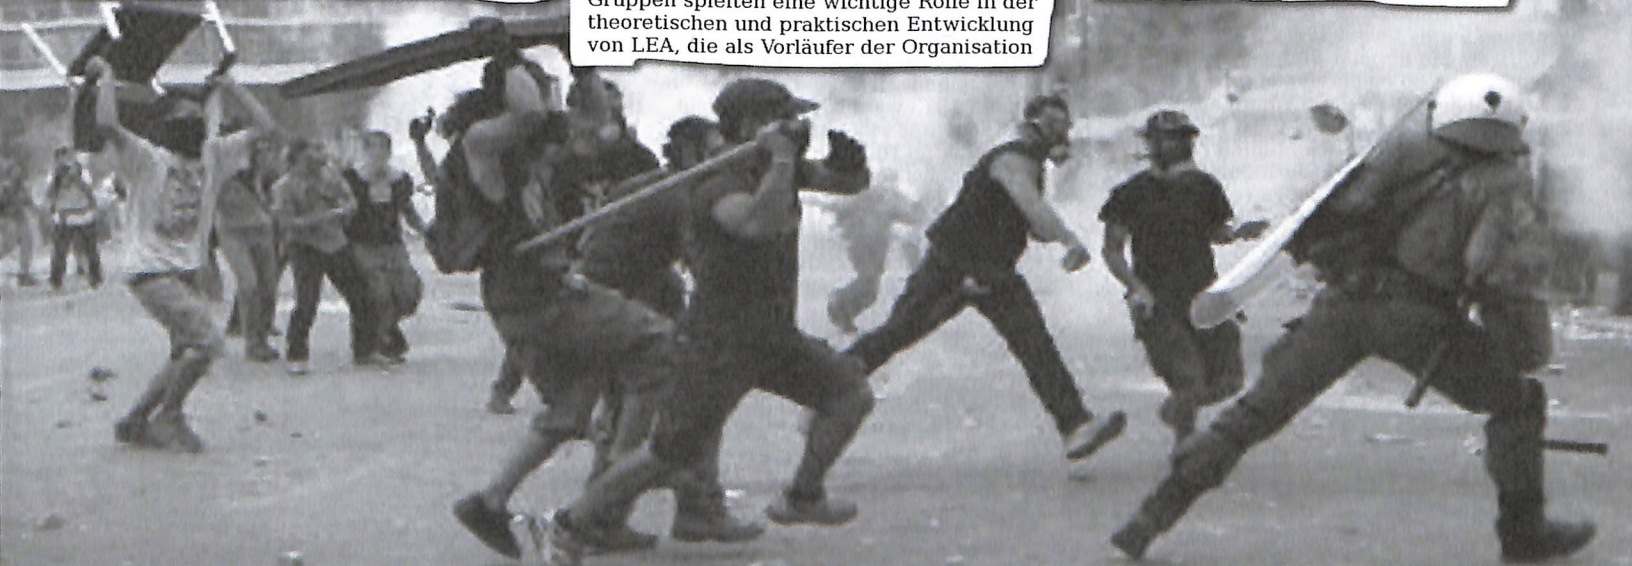 Gruppen spielten eine wichtige Rolle in der
theoretischen und praktischen Entwicklung
von LEA, die als Vorläufer der Organisation